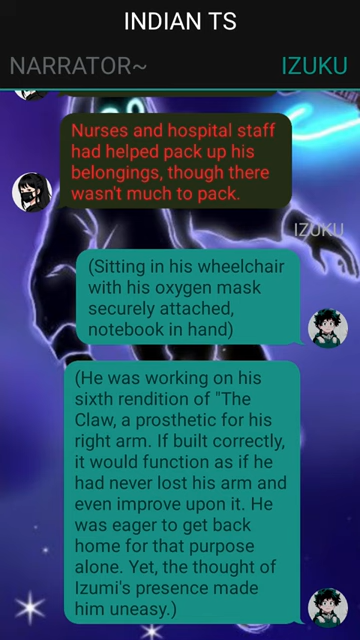 INDIAN TS
NARRATOR~ IZUKU
Nurses and hospital staff
had helped pack up his
belongings, though there
wasn't much to pack.
IZUKU
(Sitting in his wheelchair
with his oxygen mask
securely attached,
notebook in hand)
(He was working on his
sixth rendition of "The
Claw, a prosthetic for his
right arm. If built correctly,
it would function as if he
had never lost his arm and
even improve upon it. He
was eager to get back
home for that purpose
alone. Yet, the thought of
Izumi's presence made
him uneasy.)